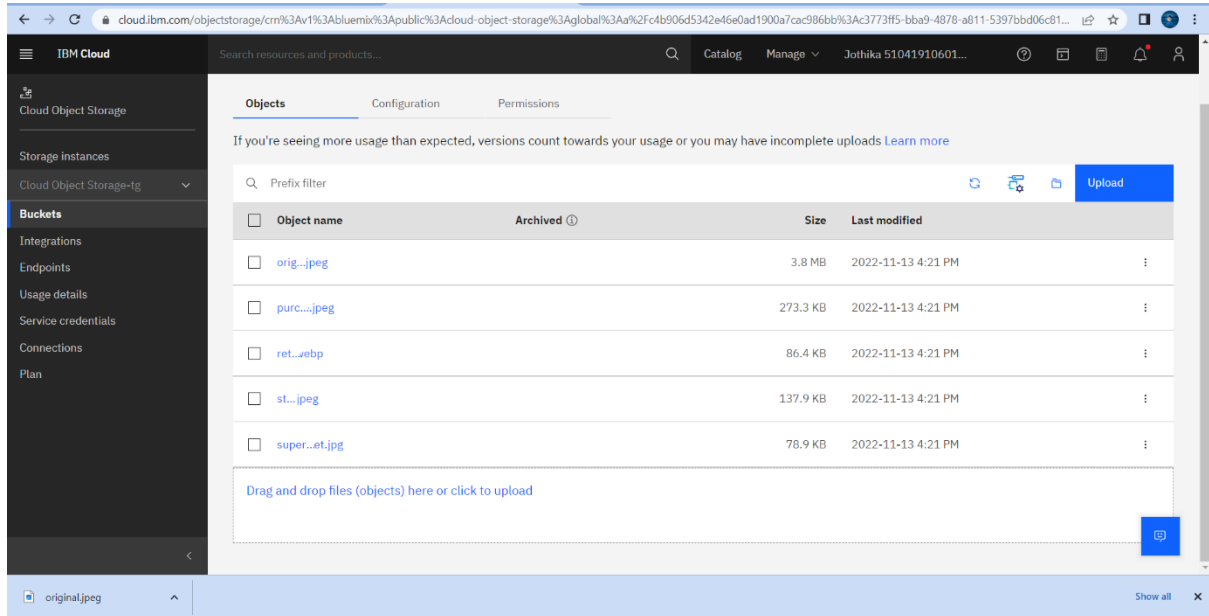 cloud.ibm.com/objectstorage/crn%3Av1%3Abluemix%3Apublic%3Acloud-object-storage%3Aglobal%3Aa%2Fc4b906d5342e46e0ad1900a7cac986bb%3Ac3773ff5-bba9-4878-a811-5397bbd06c81...
IBM Cloud
Search resources and products...
Catalog
Manage
Jothika 51041910601...
Cloud Object Storage
Storage instances
Cloud Object Storage-tg
Buckets
Integrations
Endpoints
Usage details
Service credentials
Connections
Plan
Objects Configuration Permissions
If you're seeing more usage than expected, versions count towards your usage or you may have incomplete uploads Learn more
Prefix filter
Upload
Object name Archived Size Last modified
orig...jpeg 3.8 MB 2022-11-13 4:21 PM
purc...jpeg 273.3 KB 2022-11-13 4:21 PM
ret...vebp 86.4 KB 2022-11-13 4:21 PM
st...jpeg 137.9 KB 2022-11-13 4:21 PM
super...et.jpg 78.9 KB 2022-11-13 4:21 PM
Drag and drop files (objects) here or click to upload
original.jpeg
Show all